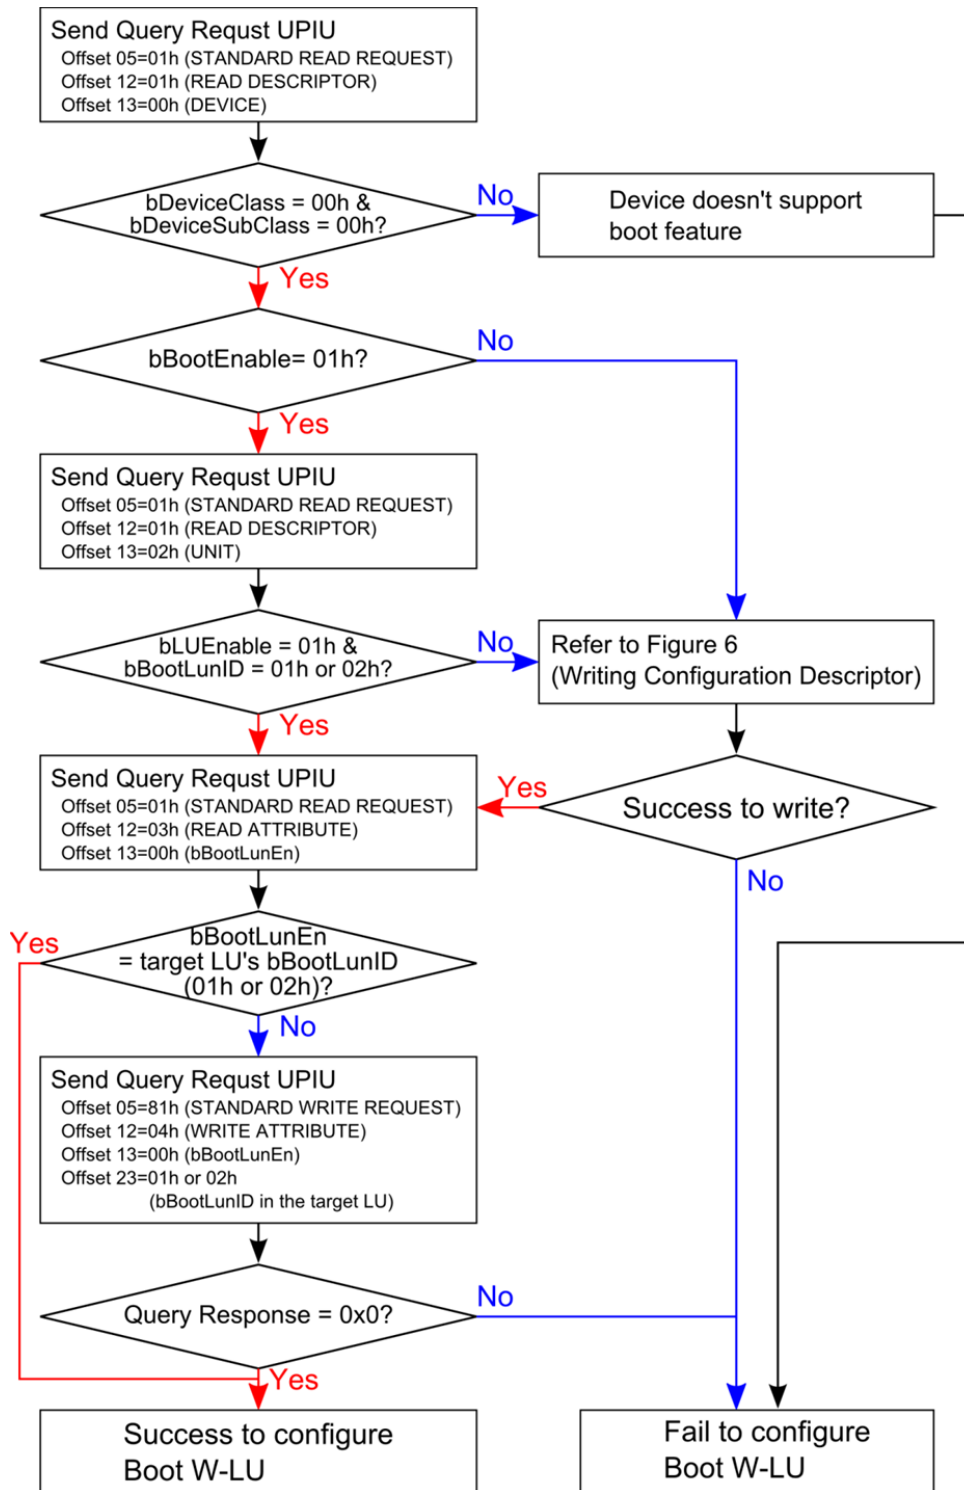 Send Query Requst UPIU
Offset 05=01h (STANDARD READ REQUEST)
Offset 12=01h (READ DESCRIPTOR)
Offset 13=00h (DEVICE)
bDeviceClass = 00h &
bDeviceSubClass = 00h?
No
Device doesn't support
boot feature
Yes
bBootEnable= 01h?
No
Yes
Send Query Requst UPIU
Offset 05=01h (STANDARD READ REQUEST)
Offset 12=01h (READ DESCRIPTOR)
Offset 13=02h (UNIT)
bLUEnable = 01h &
bBootLunID = 01h or 02h?
No
Refer to Figure 6
(Writing Configuration Descriptor)
Yes
Send Query Requst UPIU
Offset 05=01h (STANDARD READ REQUEST)
Offset 12=03h (READ ATTRIBUTE)
Offset 13=00h (bBootLunEn)
Yes
Success to write?
No
Yes
bBootLunEn
= target LU's bBootLunID
(01h or 02h)?
No
Send Query Requst UPIU
Offset 05=81h (STANDARD WRITE REQUEST)
Offset 12=04h (WRITE ATTRIBUTE)
Offset 13=00h (bBootLunEn)
Offset 23=01h or 02h
(bBootLunID in the target LU)
Query Response = 0x0?
No
Yes
Success to configure
Boot W-LU
Fail to configure
Boot W-LU